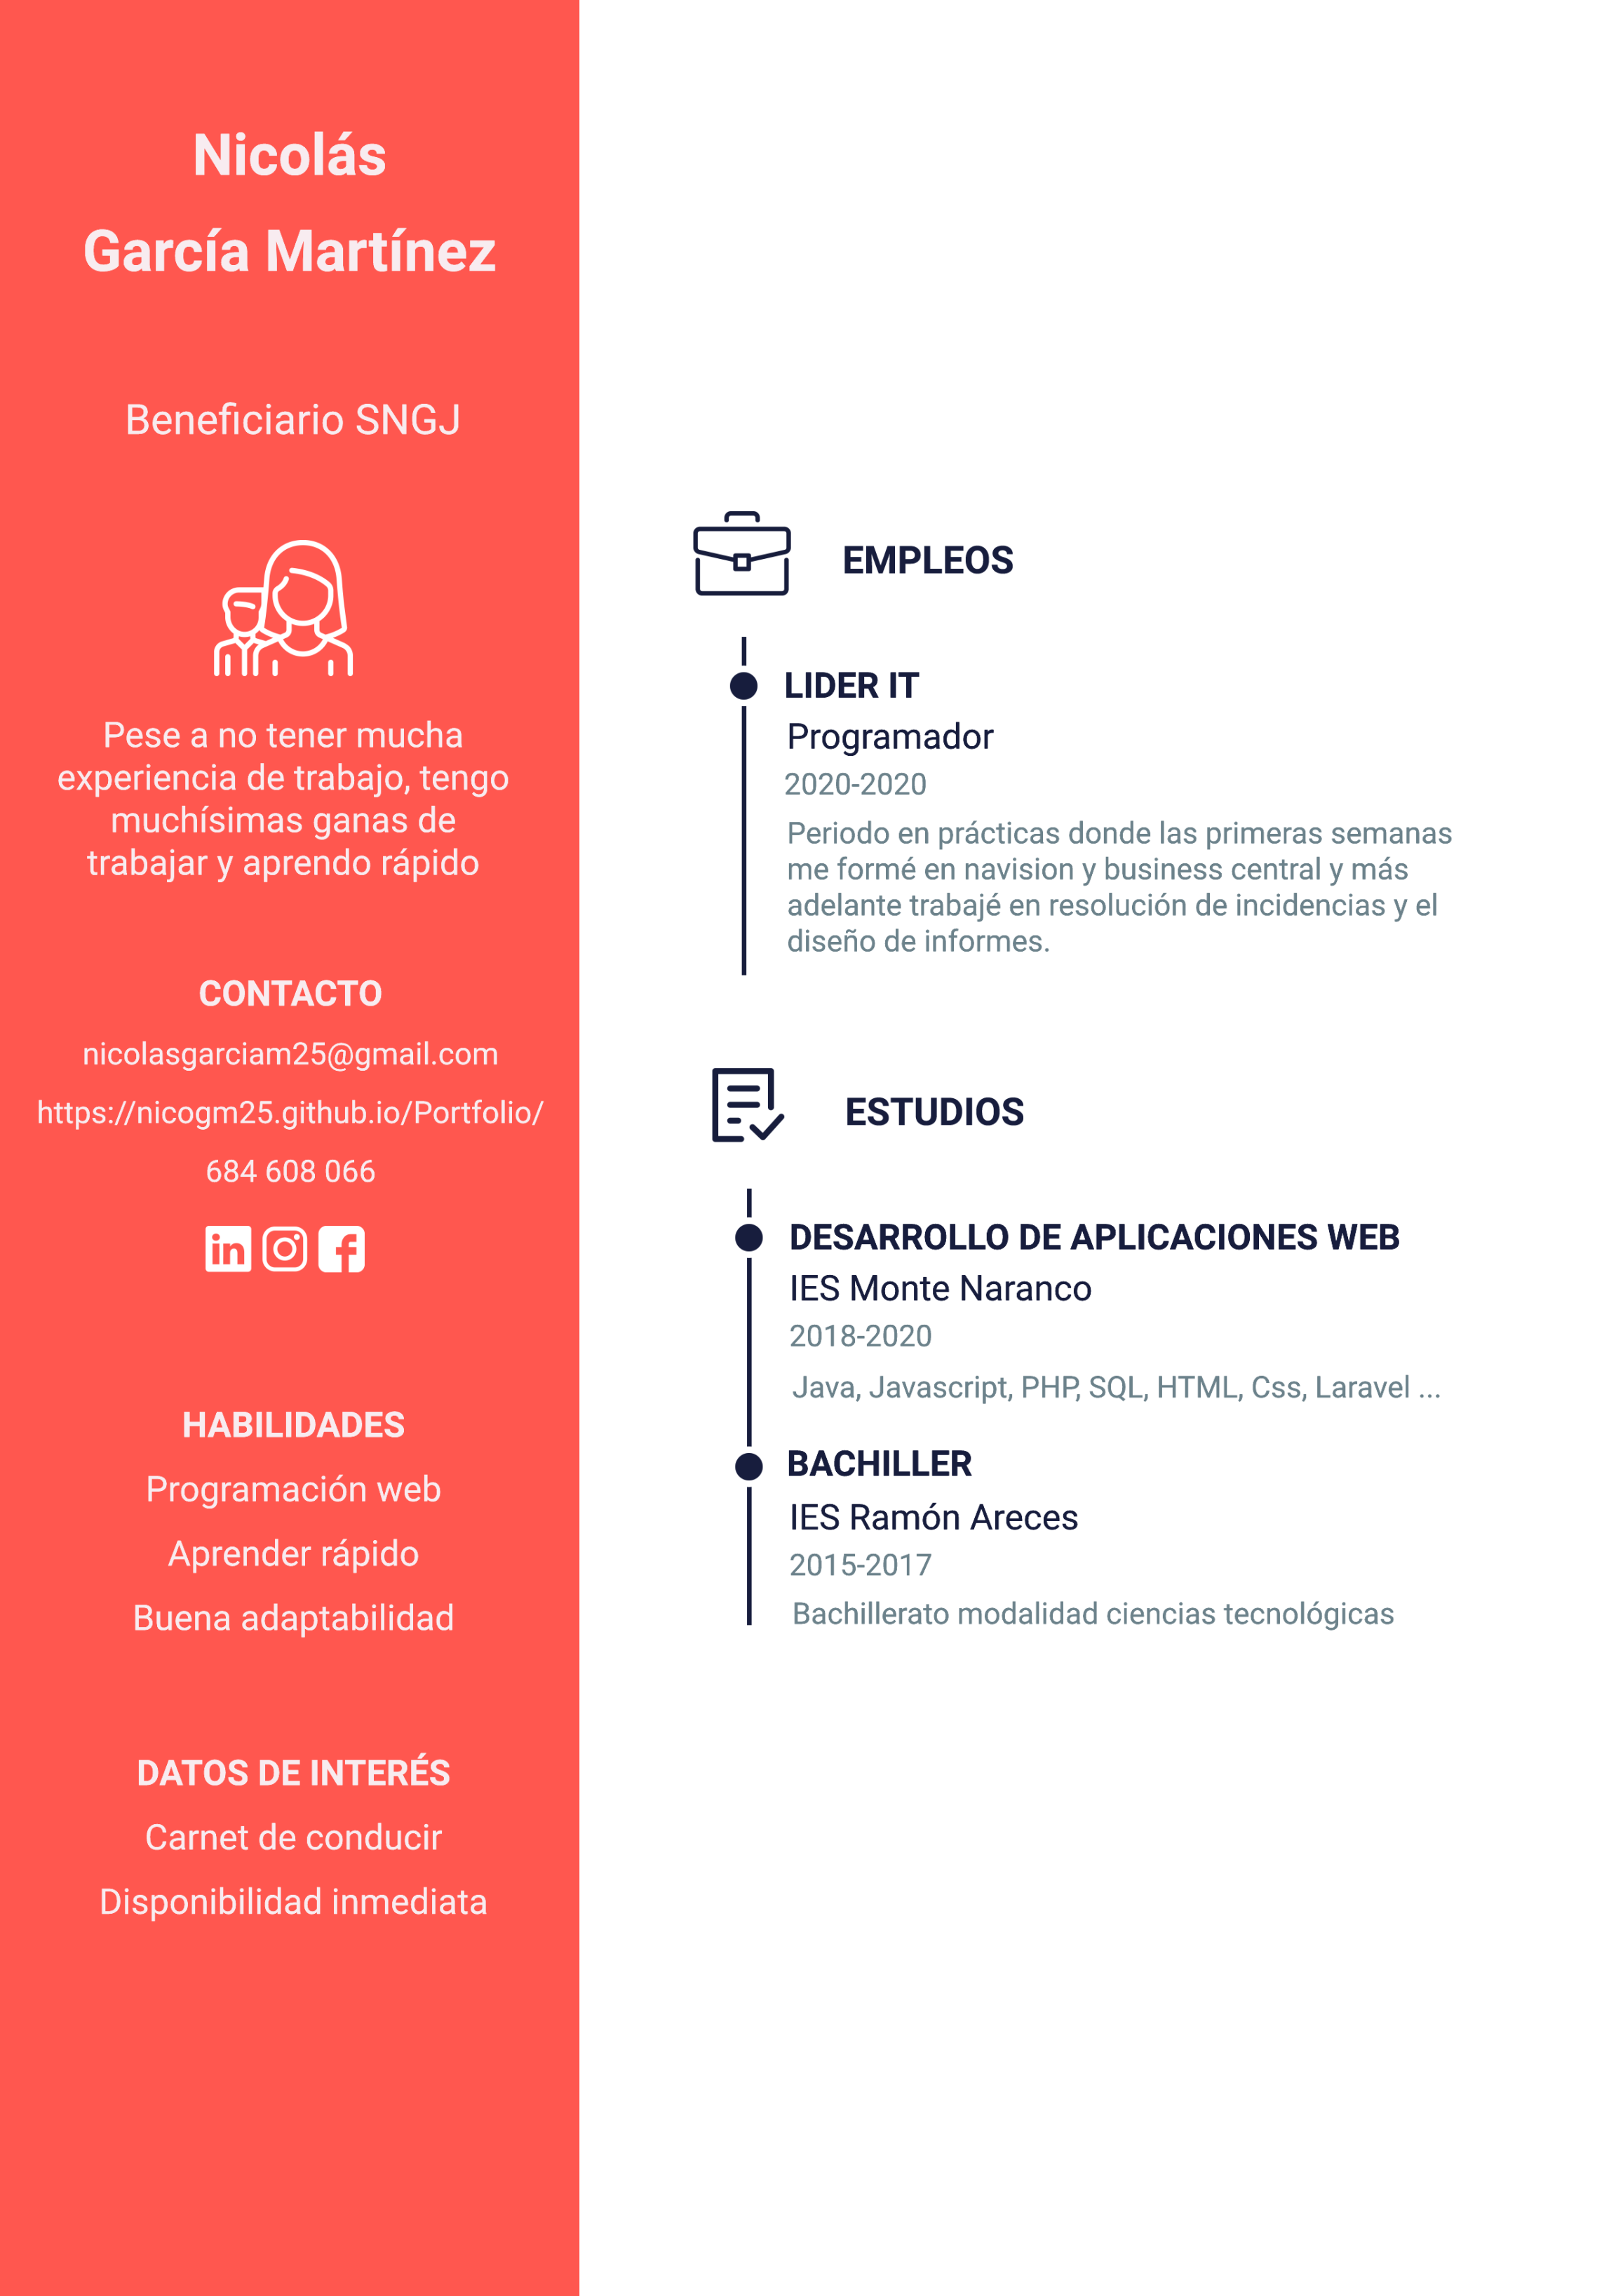 Nicolás
García Martínez
Beneficiario SNGJ
Pese a no tener mucha
experiencia de trabajo, tengo
muchísimas ganas de
trabajar y aprendo rápido
CONTACTO
nicolasgarciam25@gmail.com
https://nicogm25.github.io/Portfolio/
684 608 066
HABILIDADES
Programación web
Aprender rápido
Buena adaptabilidad
DATOS DE INTERÉS
Carnet de conducir
Disponibilidad inmediata
EMPLEOS
LIDER IT
Programador
2020-2020
Periodo en prácticas donde las primeras semanas
me formé en navision y business central y más
adelante trabajé en resolución de incidencias y el
diseño de informes.
ESTUDIOS
DESARROLLO DE APLICACIONES WEB
IES Monte Naranco
2018-2020
Java, Javascript, PHP, SQL, HTML, Css, Laravel ...
BACHILLER
IES Ramón Areces
2015-2017
Bachillerato modalidad ciencias tecnológicas